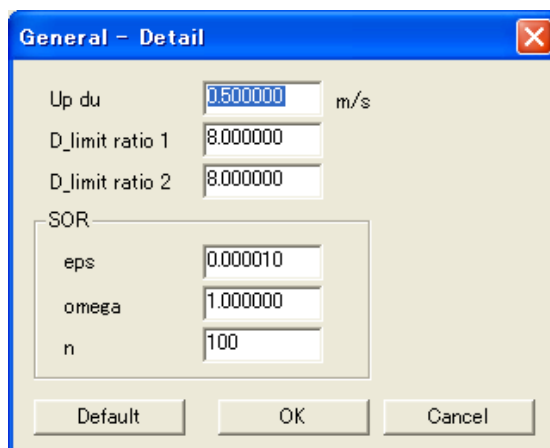 General - Detail
Up du 0.500000 m/s
D_limit ratio 1 8.000000
D_limit ratio 2 8.000000
SOR
eps 0.000010
omega 1.000000
n 100
Default OK Cancel